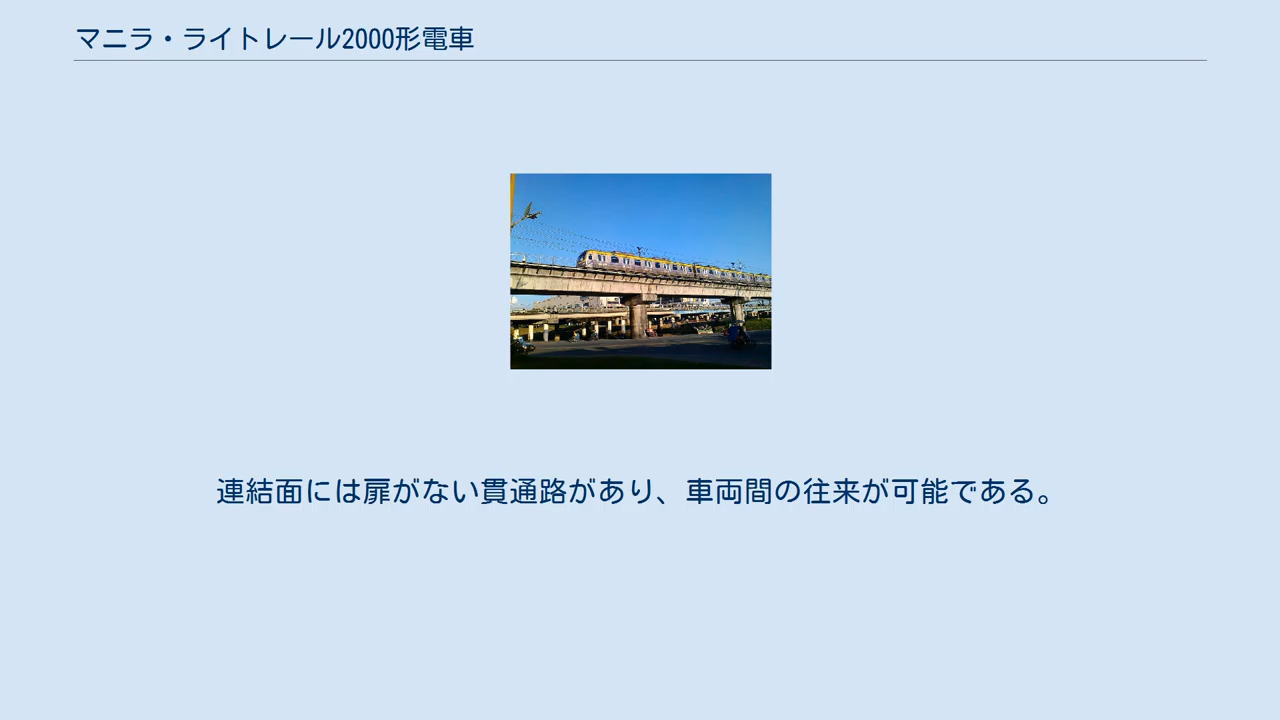 マニラ・ライトレール2000形電車
連結面には扉がない貫通路があり、車両間の往来が可能である。